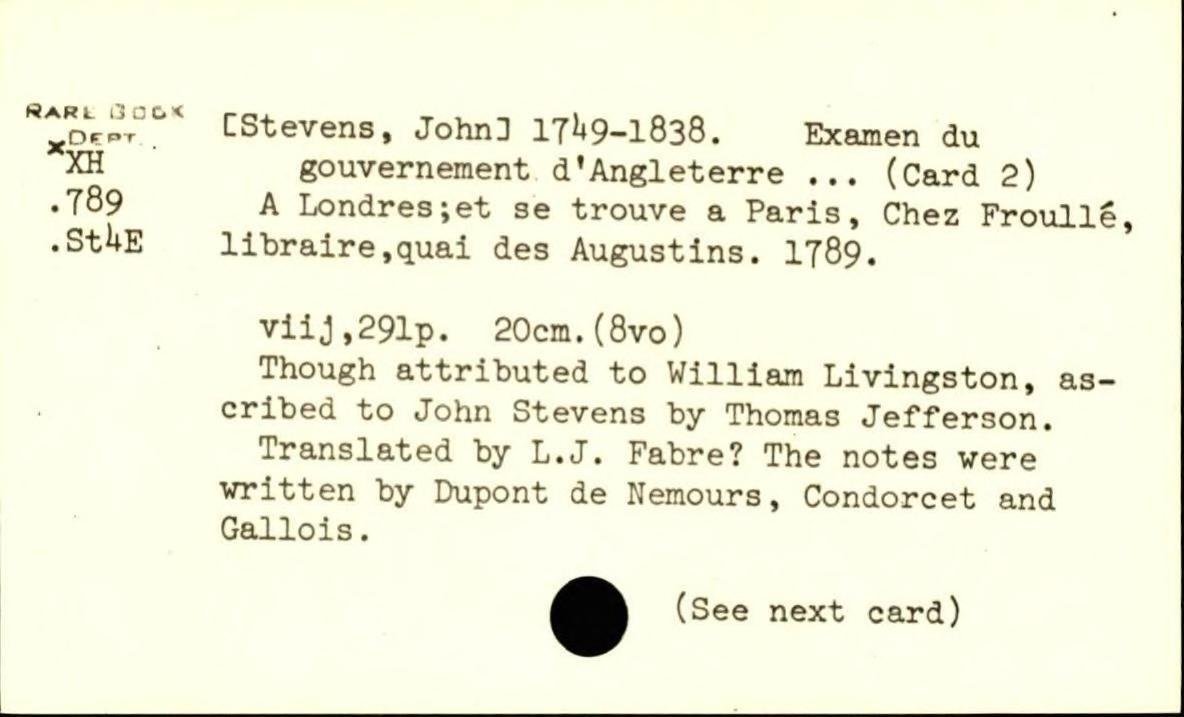 RARE BOOK
DEPT.
[Stevens, John] 1749-1838. Examen du
xXH
gouvernement d'Angleterre ... (Card 2)
.789
A Londres;et se trouve a Paris, Chez Froullé,
.St4E
libraire,quai des Augustins. 1789.
viij,291p. 20cm.(8vo)
Though attributed to William Livingston, as-
cribed to John Stevens by Thomas Jefferson.
Translated by L.J. Fabre? The notes were
written by Dupont de Nemours, Condorcet and
Gallois.
(See next card)